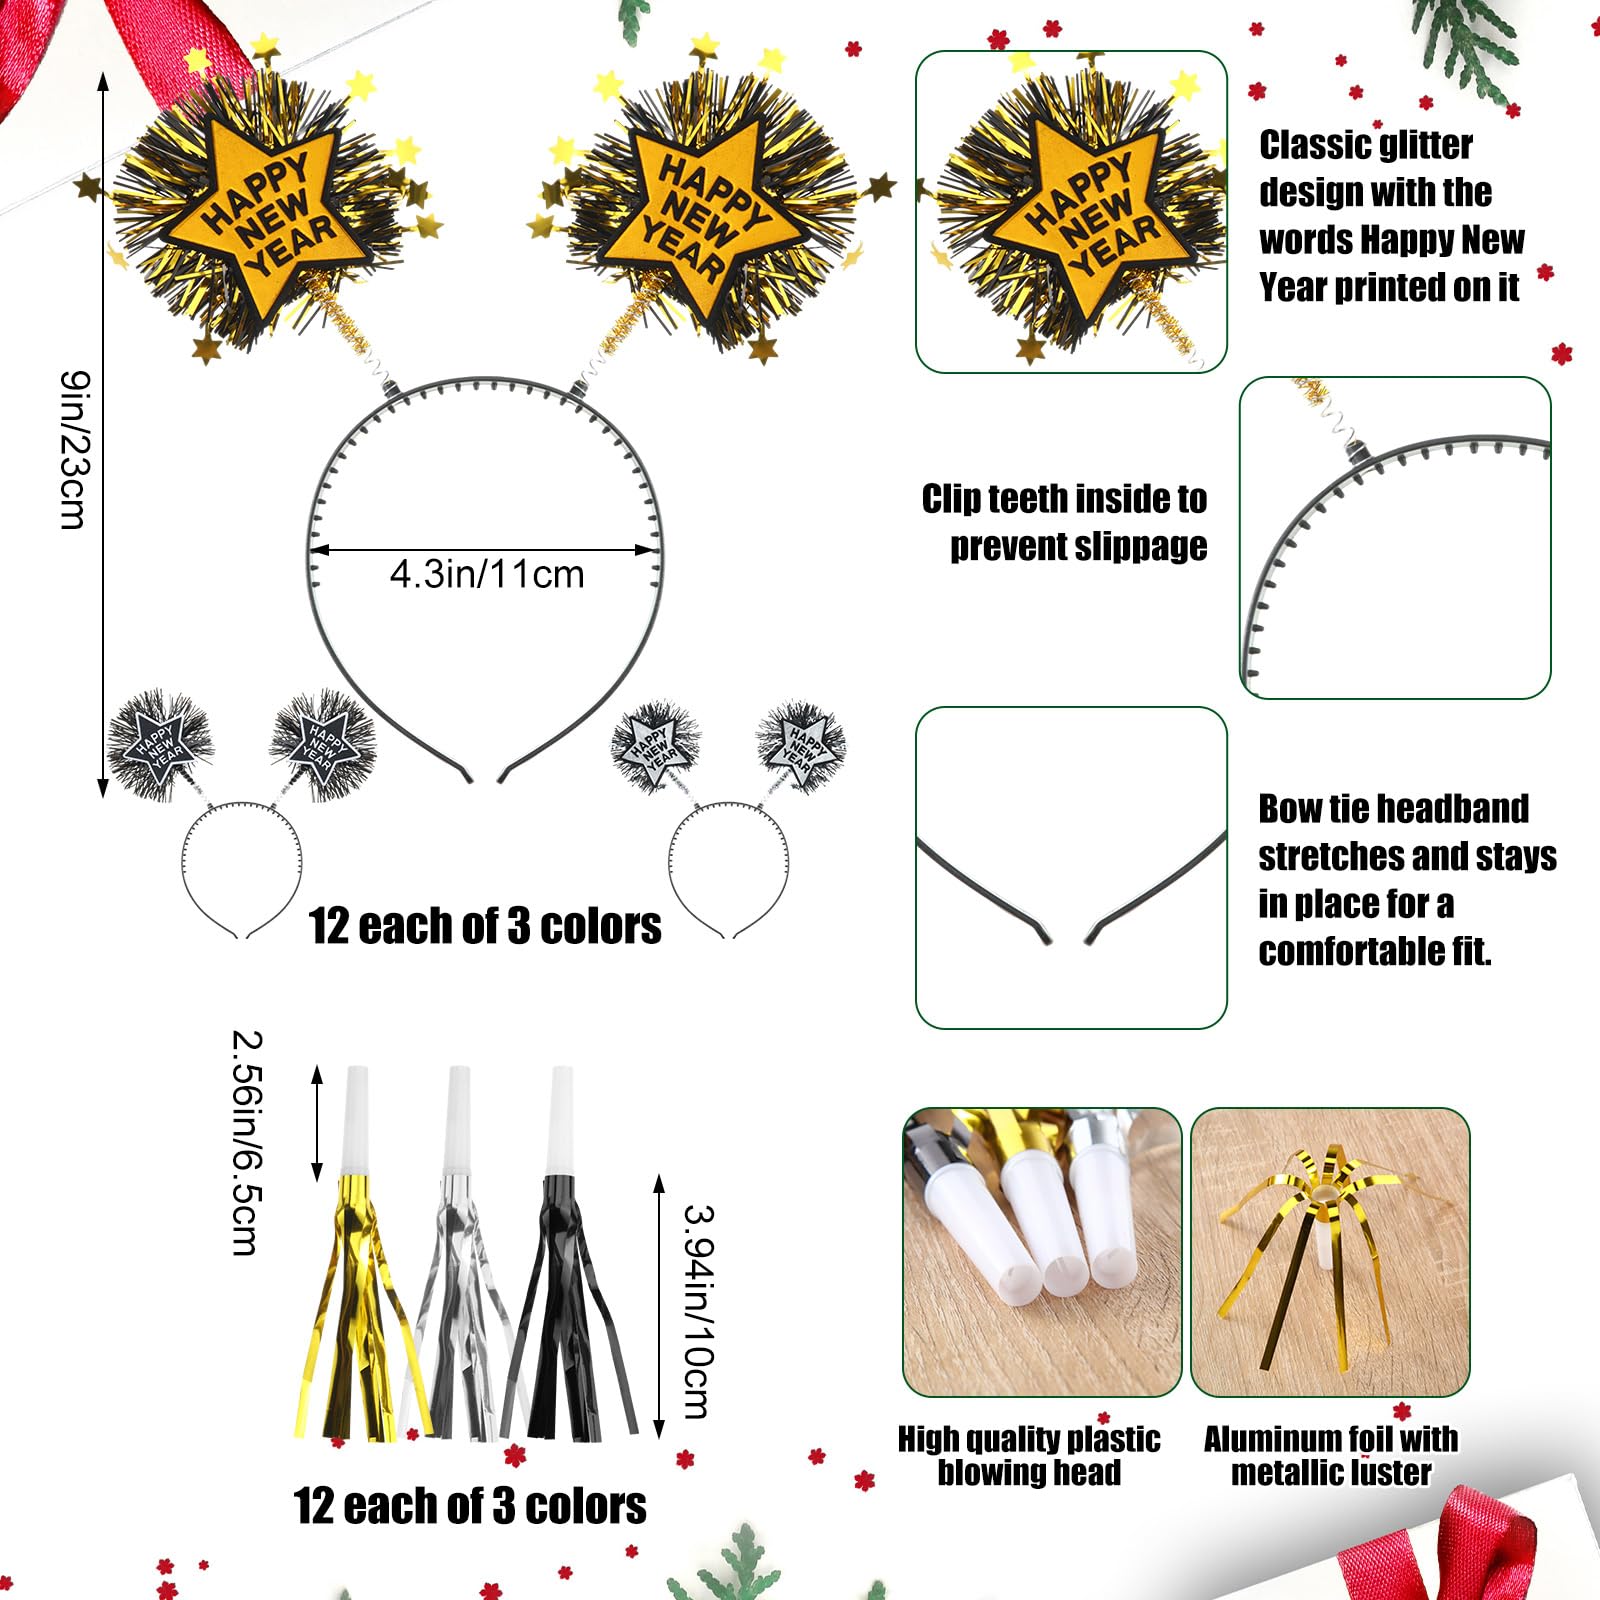 HAPPY
NEW
YEAR
HAPPY
NEW
YEAR
HAPPY
NEW
YEAR
Classic glitter
design with the
words Happy New
Year printed on it
9in/23cm
4.3in/11cm
Clip teeth inside to
prevent slippage
HAPPY
NEW
YEAR
HAPPY
NEW
YEAR
HAPPY
NEW
YEAR
HAPPY
NEW
YEAR
12 each of 3 colors
Bow tie headband
stretches and stays
in place for a
comfortable fit.
2.56in/6.5cm
3.94in/10cm
12 each of 3 colors
High quality plastic
blowing head
Aluminum foil with
metallic luster